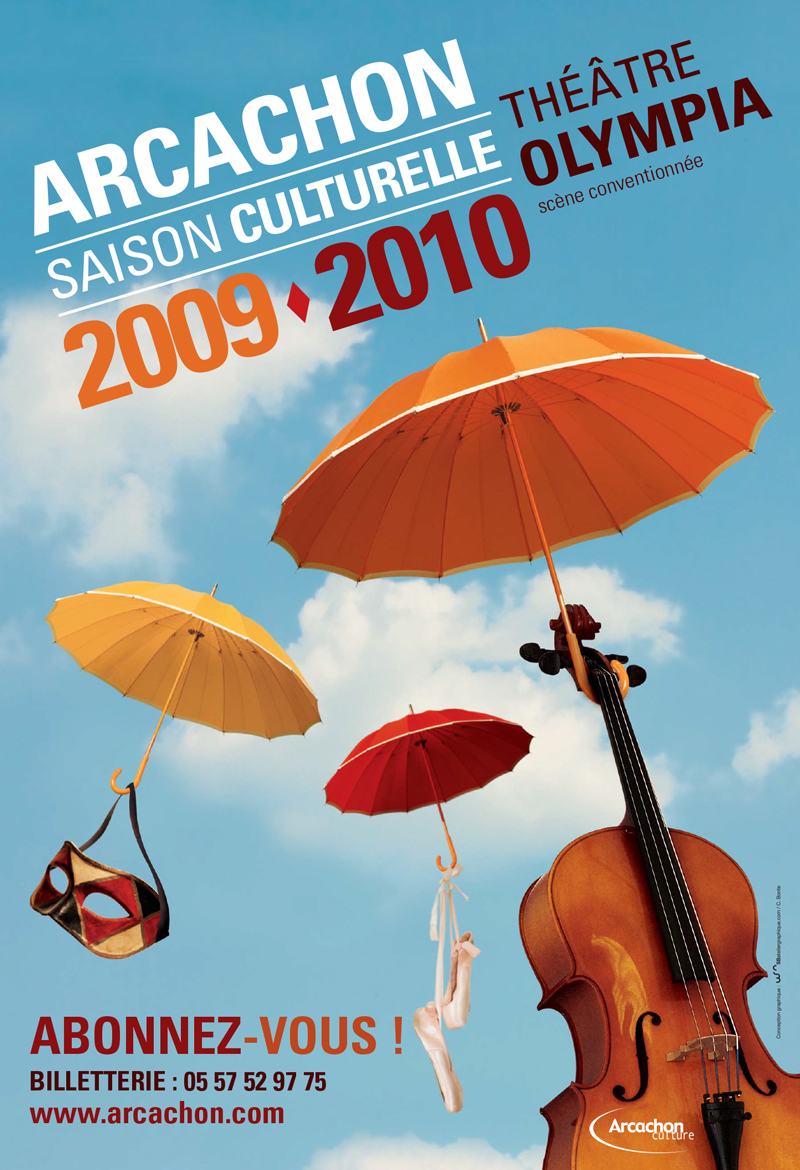 ARCACHON
SAISON CULTURELLE
2009♦2010
THÉÂTRE
OLYMPIA
scène conventionnée
ABONNEZ-VOUS !
BILLETTERIE : 05 57 52 97 75
www.arcachon.com
Arcachon
culture